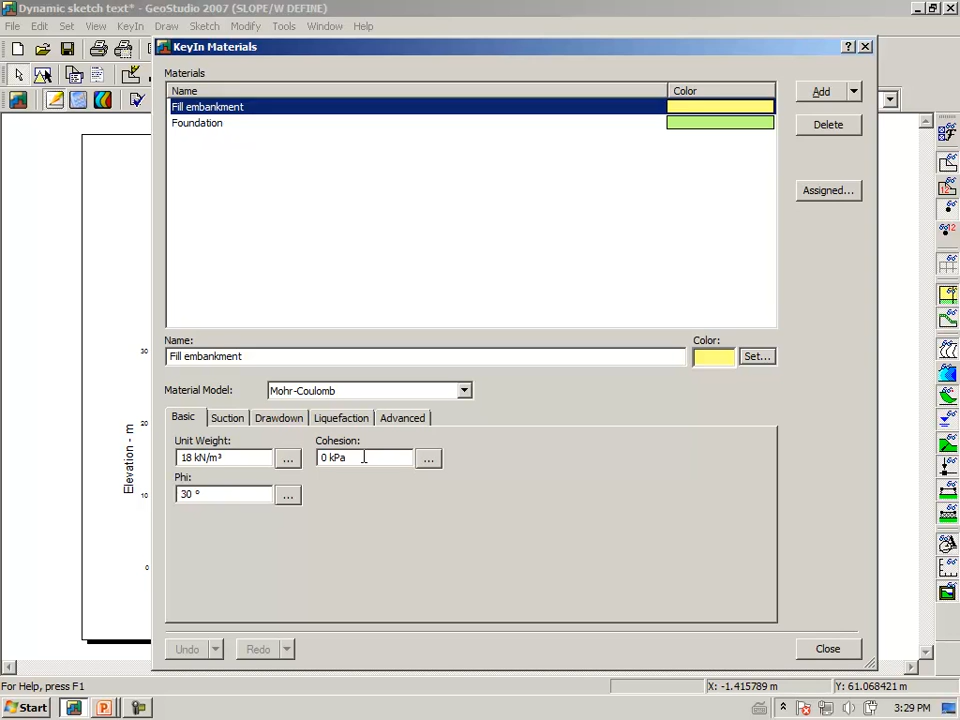 Dynamic sketch text* - GeoStudio 2007 (SLOPE/W DEFINE)
File Edit Set View KeyIn Draw Sketch Modify Tools Window Help
KeyIn Materials
Materials
Name Color
Fill embankment
Foundation
Add
Delete
Assigned...
Name: Color:
Fill embankment Set...
Material Model: Mohr-Coulomb
Basic Suction Drawdown Liquefaction Advanced
Unit Weight: Cohesion:
18 kN/m³ ... 0 kPa ...
Phi:
30 ° ...
Undo Redo Close
30
20
10
0
Elevation - m
For Help, press F1 X: -1.415789 m Y: 61.068421 m
Start 3:29 PM